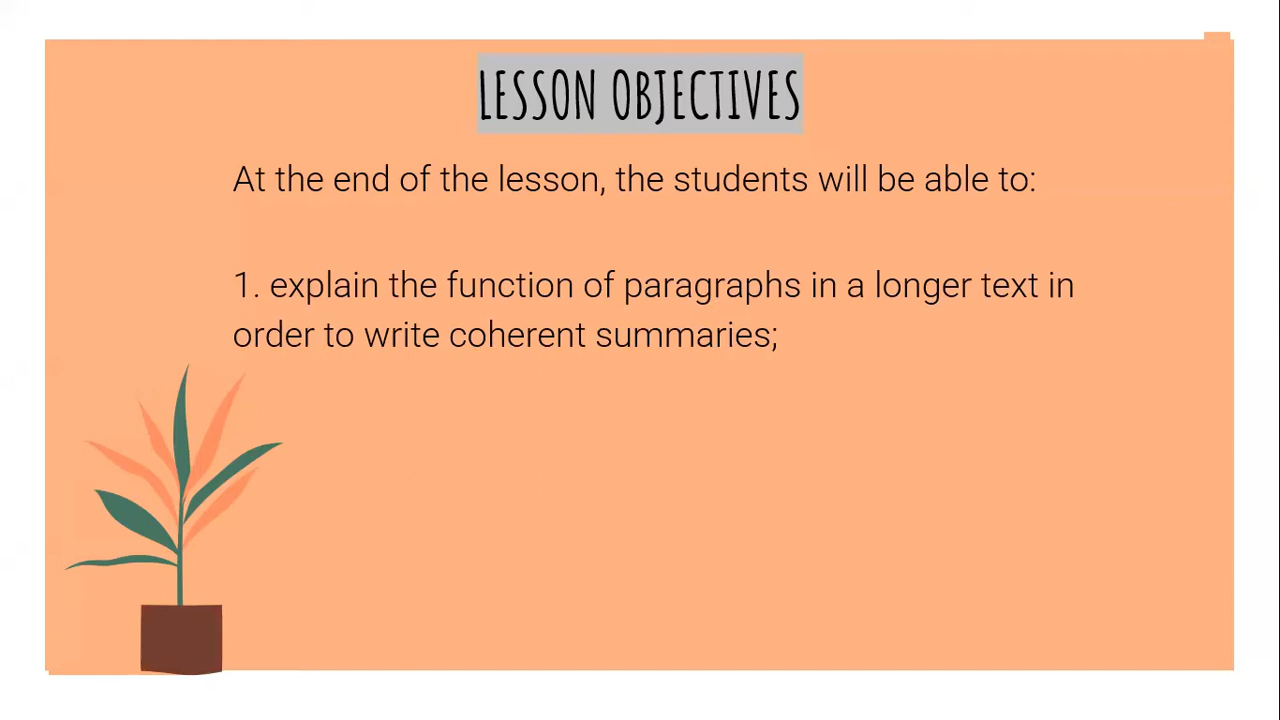 LESSON OBJECTIVES
At the end of the lesson, the students will be able to:
1. explain the function of paragraphs in a longer text in
order to write coherent summaries;